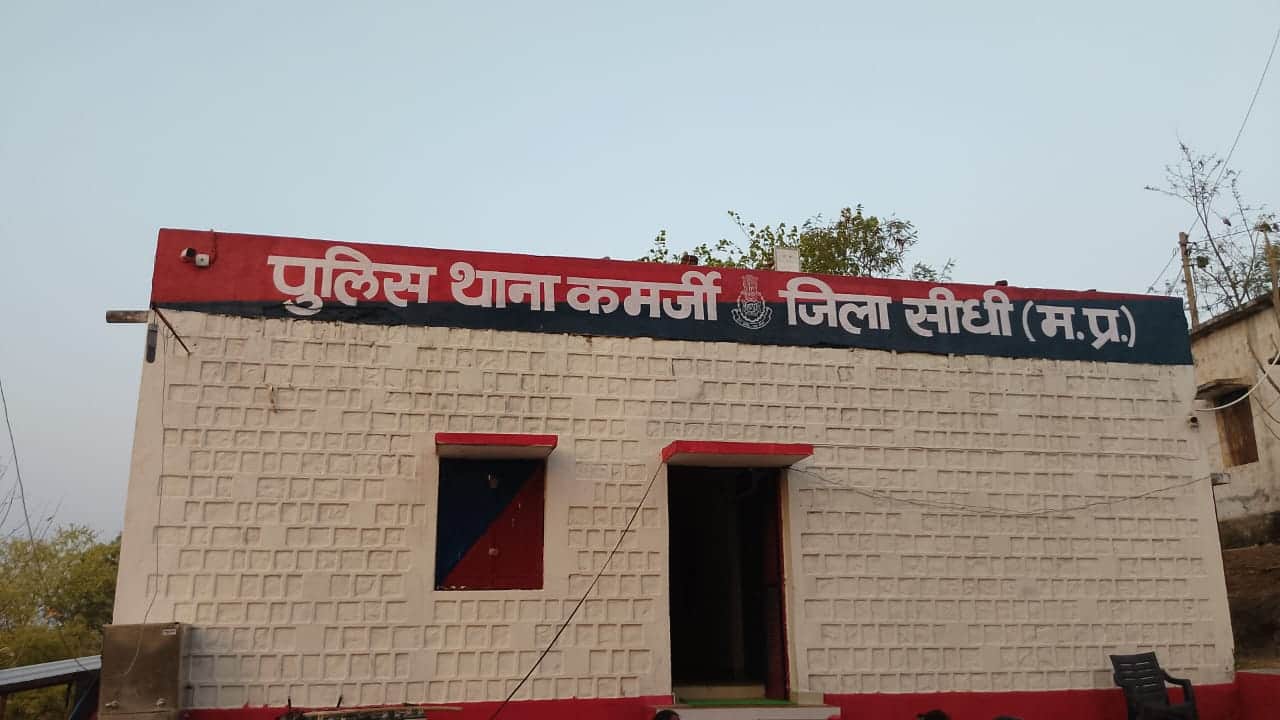 पुलिस थाना कमर्जी जिला सीधी (म.प्र.)